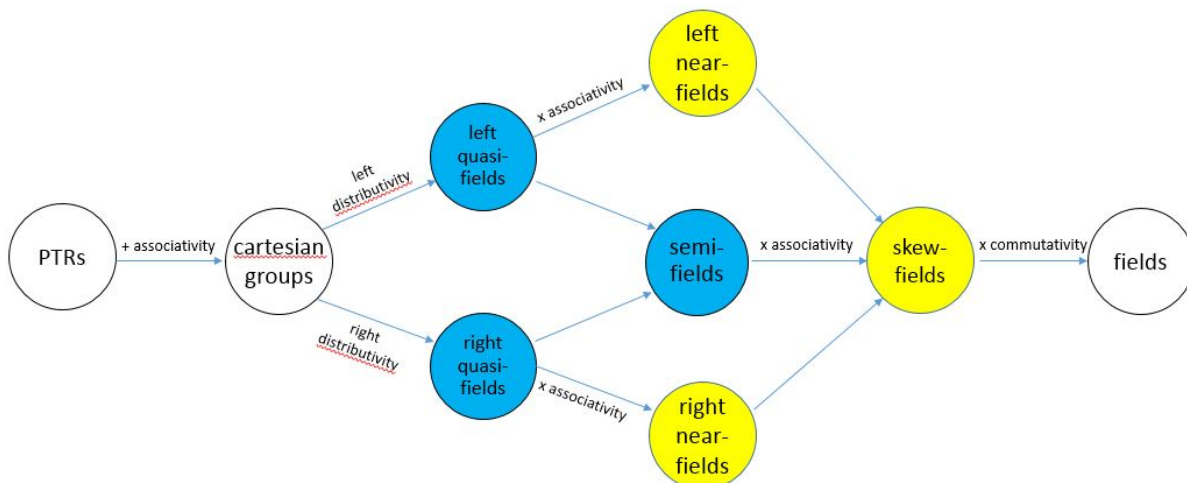 PTRs
+ associativity
cartesian
groups
left
distributivity
right
distributivity
left
quasi-
fields
right
quasi-
fields
x associativity
x associativity
left
near-
fields
semi-
fields
right
near-
fields
x associativity
skew-
fields
x commutativity
fields